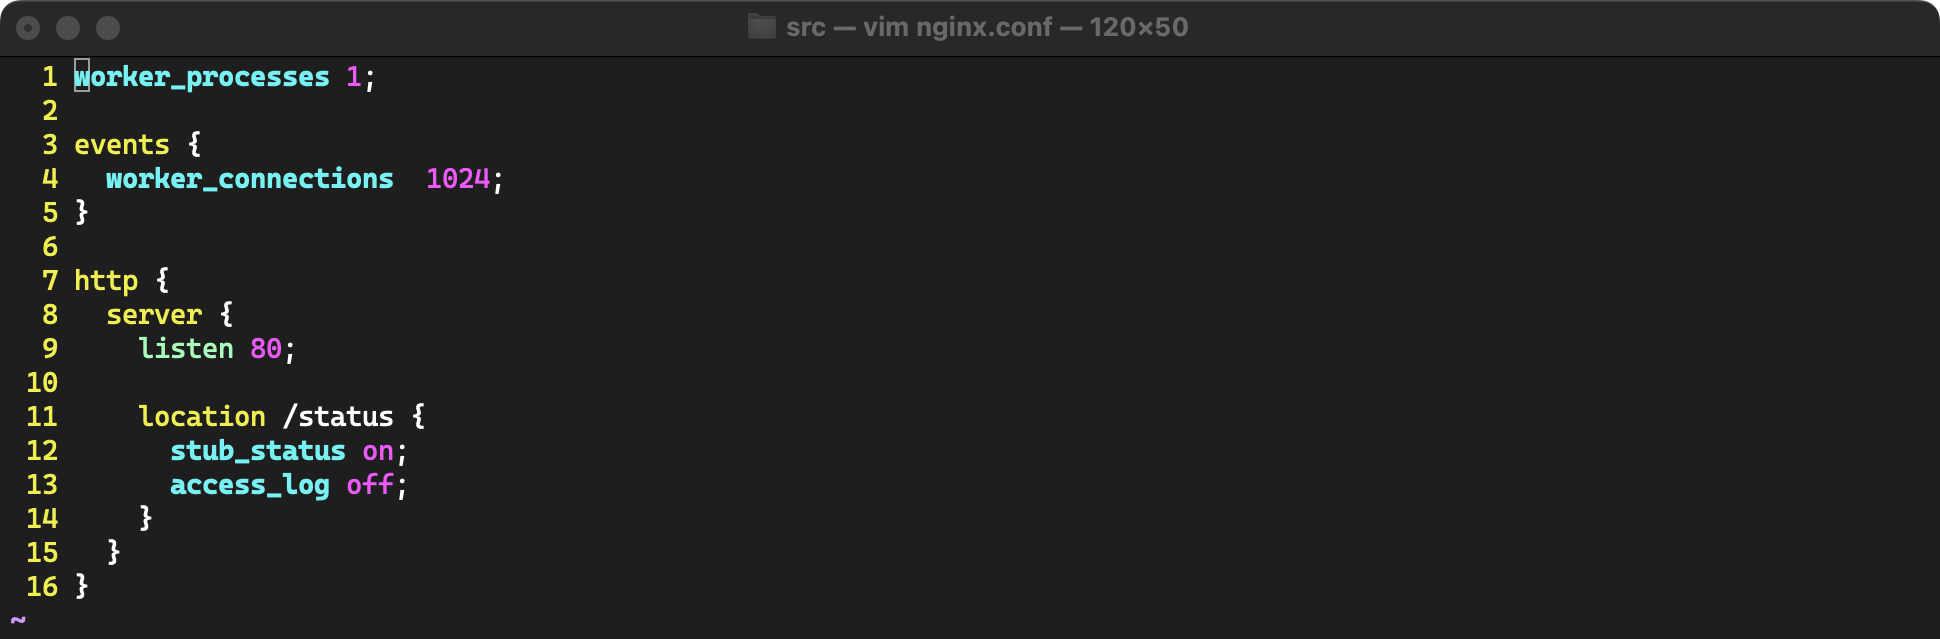 src — vim nginx.conf — 120×50
1 worker_processes 1;
2
3 events {
4   worker_connections  1024;
5 }
6
7 http {
8   server {
9     listen 80;
10
11     location /status {
12       stub_status on;
13       access_log off;
14     }
15   }
16 }
~